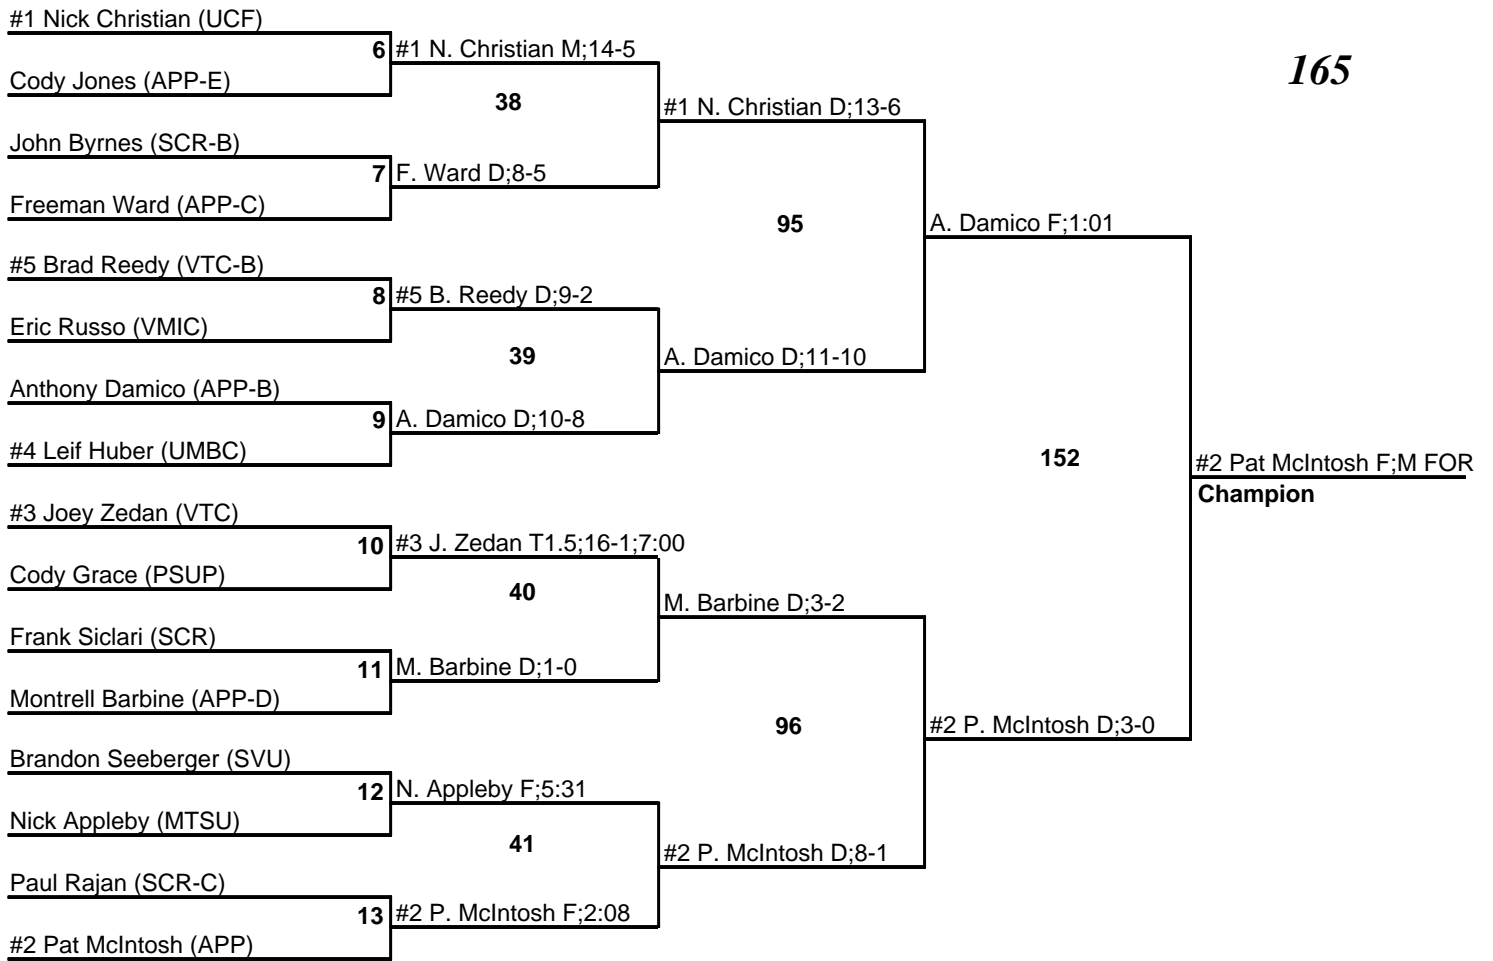 #1 Nick Christian (UCF)
6
#1 N. Christian M;14-5
165
Cody Jones (APP-E)
38
#1 N. Christian D;13-6
John Byrnes (SCR-B)
7
F. Ward D;8-5
Freeman Ward (APP-C)
95
A. Damico F;1:01
#5 Brad Reedy (VTC-B)
8
#5 B. Reedy D;9-2
Eric Russo (VMIC)
39
A. Damico D;11-10
Anthony Damico (APP-B)
9
A. Damico D;10-8
#4 Leif Huber (UMBC)
152
#2 Pat McIntosh F;M FOR
Champion
#3 Joey Zedan (VTC)
10
#3 J. Zedan T1.5;16-1;7:00
Cody Grace (PSUP)
40
M. Barbine D;3-2
Frank Siclari (SCR)
11
M. Barbine D;1-0
Montrell Barbine (APP-D)
96
#2 P. McIntosh D;3-0
Brandon Seeberger (SVU)
12
N. Appleby F;5:31
Nick Appleby (MTSU)
41
#2 P. McIntosh D;8-1
Paul Rajan (SCR-C)
13
#2 P. McIntosh F;2:08
#2 Pat McIntosh (APP)